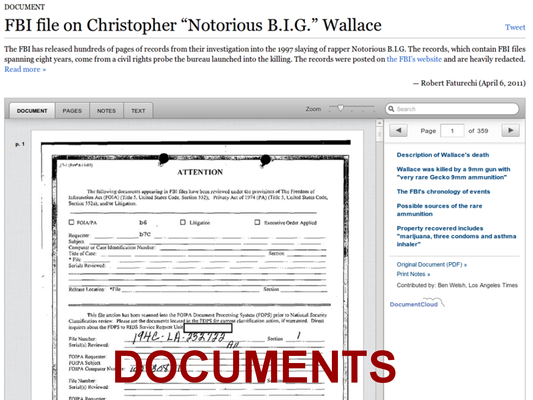 DOCUMENT
FBI file on Christopher “Notorious B.I.G.” Wallace
Tweet
The FBI has released hundreds of pages of records from their investigation into the 1997 slaying of rapper Notorious B.I.G. The records, which contain FBI files
spanning eight years, come from a civil rights probe the bureau launched into the killing. The records were posted on the FBI's website and are heavily redacted.
Read more »
— Robert Faturechi (April 6, 2011)
DOCUMENT PAGES NOTES TEXT
Zoom
Search
p. 1
Page 1 of 359
ATTENTION
The following documents appearing in FBI files have been reviewed under the provisions of The Freedom of
Information Act (FOIA) (Title 5, United States Code, Section 552); Privacy Act of 1974 (PA) (Title 5, United States Code,
Section 552a); and/or Litigation.
FOIA/PA b6 Litigation Executive Order Applied
Requester: b7C
Subject:
Computer or Case Identification Number:
Title of Case: Section
* File
Serials Reviewed:
Release Location: *File Section
This file section has been scanned into the FOIPA Document Processing System (FDPS) prior to National Security
Classification review. Please see the documents located in the FDPS for current classification action, if warranted. Direct
inquiries about the FDPS to RIDS Service Request Unit,
File Number: 194C-LA-232722 Section 1
Serial(s) Reviewed: All
FOIPA Requester:
FOIPA Subject:
FOIPA Computer Number:
File Number: Section
Serial(s) Reviewed:
FOIPA Requester:
Description of Wallace's death
Wallace was killed by a 9mm gun with
"very rare Gecko 9mm ammunition"
The FBI's chronology of events
Possible sources of the rare
ammunition
Property recovered includes
"marijuana, three condoms and asthma
inhaler"
Original Document (PDF) »
Print Notes »
Contributed by: Ben Welsh, Los Angeles Times
DocumentCloud
DOCUMENTS